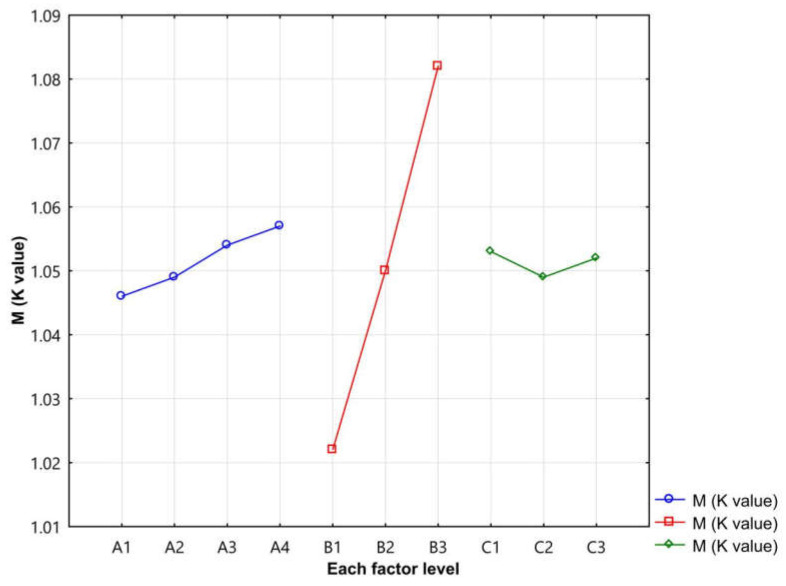 1.09
1.08
1.07
1.06
1.05
1.04
1.03
1.02
1.01
M (K value)
A1 A2 A3 A4 B1 B2 B3 C1 C2 C3
Each factor level
M (K value)
M (K value)
M (K value)